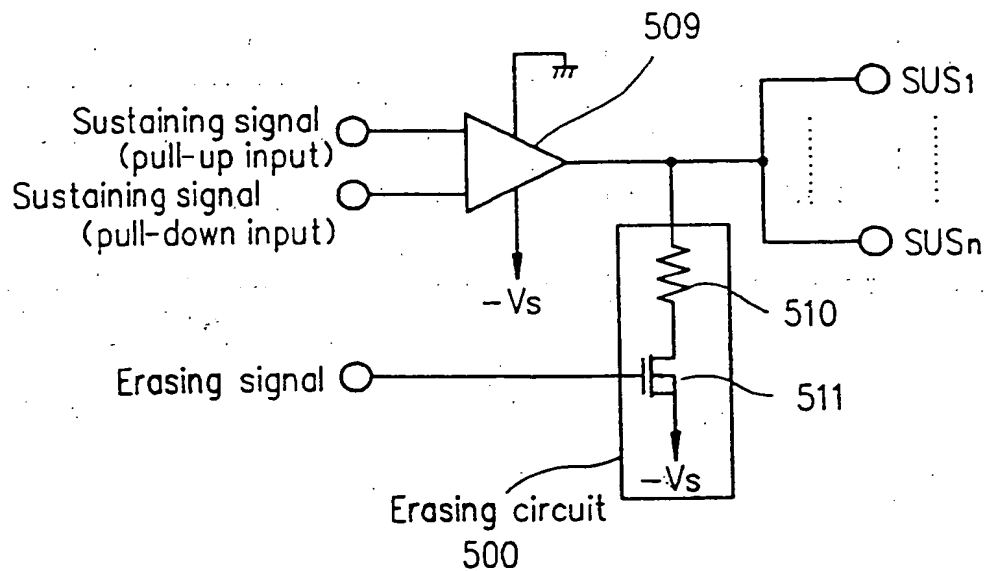 509
SUS1
Sustaining signal
(pull-up input)
Sustaining signal
(pull-down input)
SUSn
-Vs
510
Erasing signal
511
-Vs
Erasing circuit
500